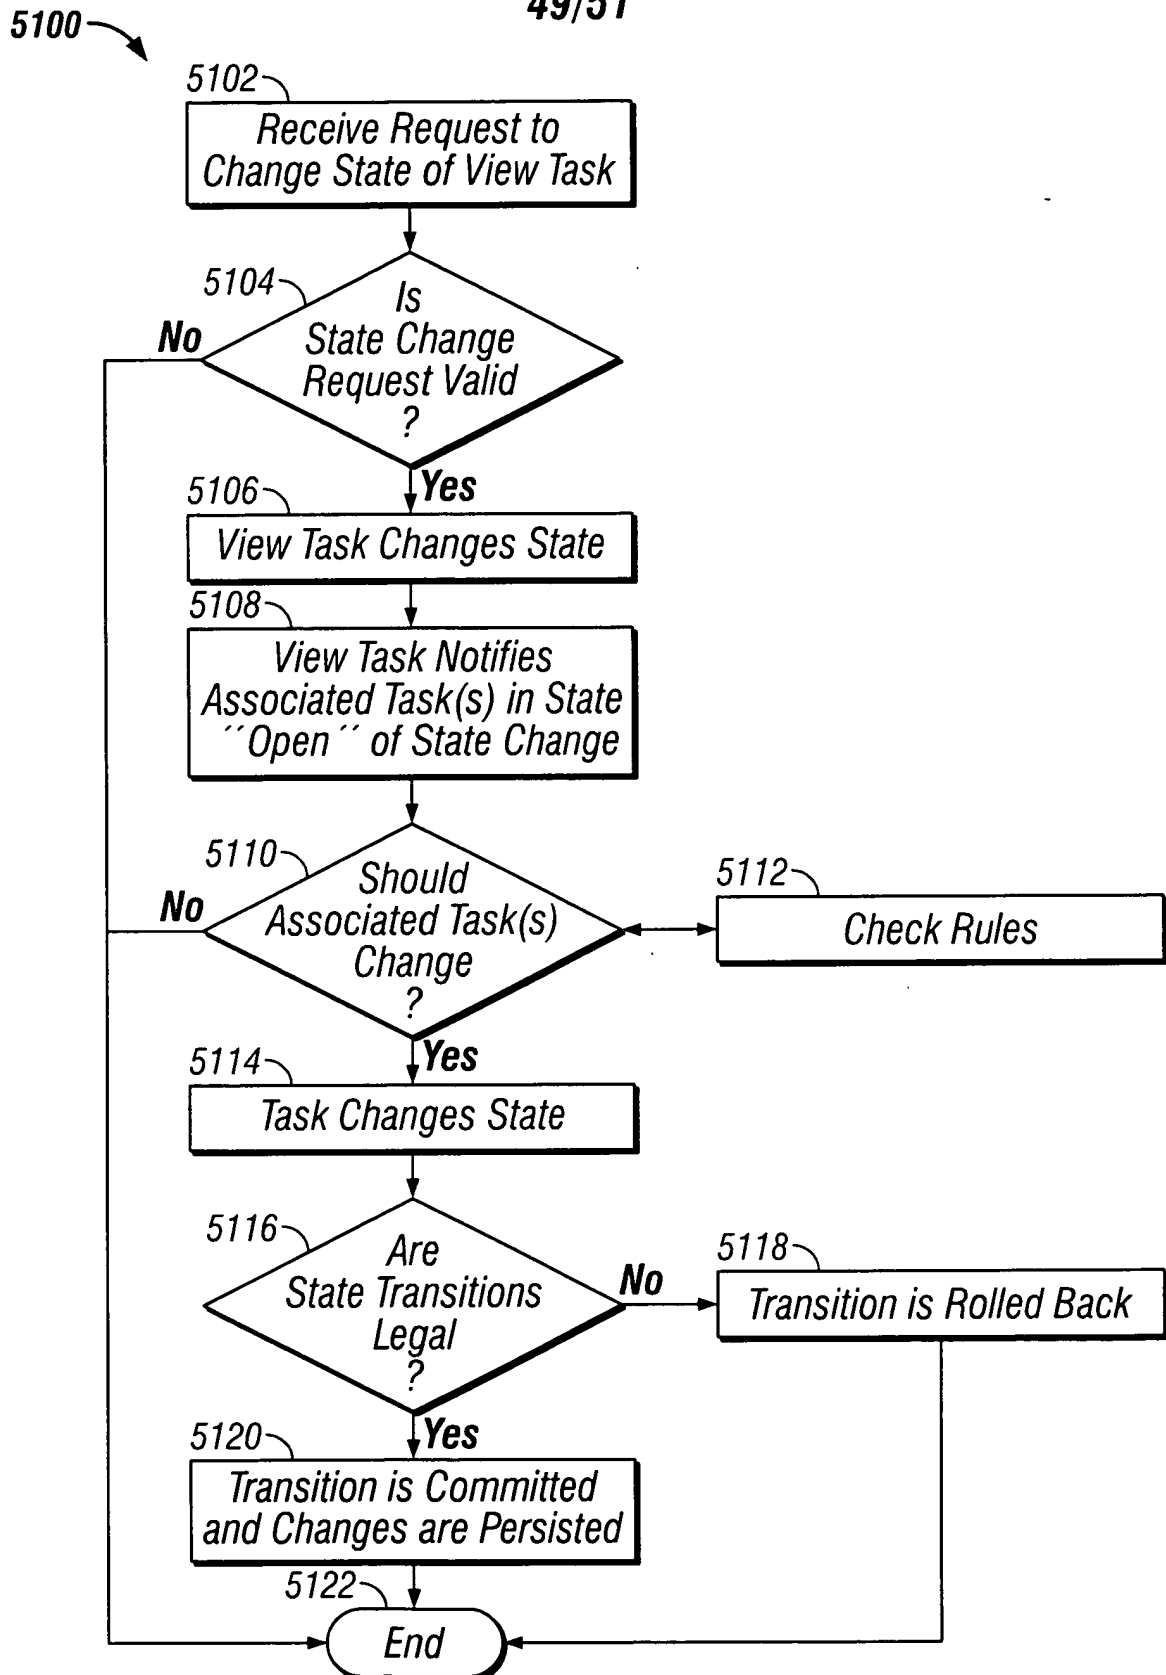 49/51
5100
5102
Receive Request to
Change State of View Task
5104
Is
State Change
Request Valid
?
No
Yes
5106
View Task Changes State
5108
View Task Notifies
Associated Task(s) in State
˝Open˝ of State Change
5110
Should
Associated Task(s)
Change
?
No
5112
Check Rules
Yes
5114
Task Changes State
5116
Are
State Transitions
Legal
?
No
5118
Transition is Rolled Back
Yes
5120
Transition is Committed
and Changes are Persisted
5122
End